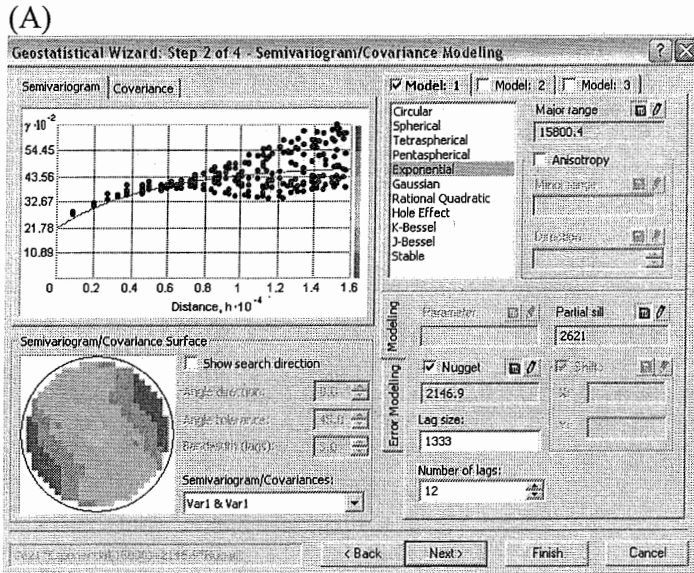 (A)
Geostatistical Wizard: Step 2 of 4 - Semivariogram/Covariance Modeling
Semivariogram Covariance
γ·10⁻²
54.45
43.56
32.67
21.78
10.89
0 0.2 0.4 0.6 0.8 1 1.2 1.4 1.6
Distance, h·10⁻⁴
Semivariogram/Covariance Surface
Show search direction
Angle direction: 0.0
Angle tolerance: 45.0
Bandwidth (lags):
Semivariogram/Covariances:
Var1 & Var1
Model: 1 Model: 2 Model: 3
Circular
Spherical
Tetraspherical
Pentaspherical
Exponential
Gaussian
Rational Quadratic
Hole Effect
K-Bessel
J-Bessel
Stable
Major range
15800.4
Anisotropy
Minor range
Direction
Modeling
Error Modeling
Parameter
Partial sill
2621
Nugget
2146.9
Shifts
X:
Y:
Lag size:
1333
Number of lags:
12
< Back Next > Finish Cancel